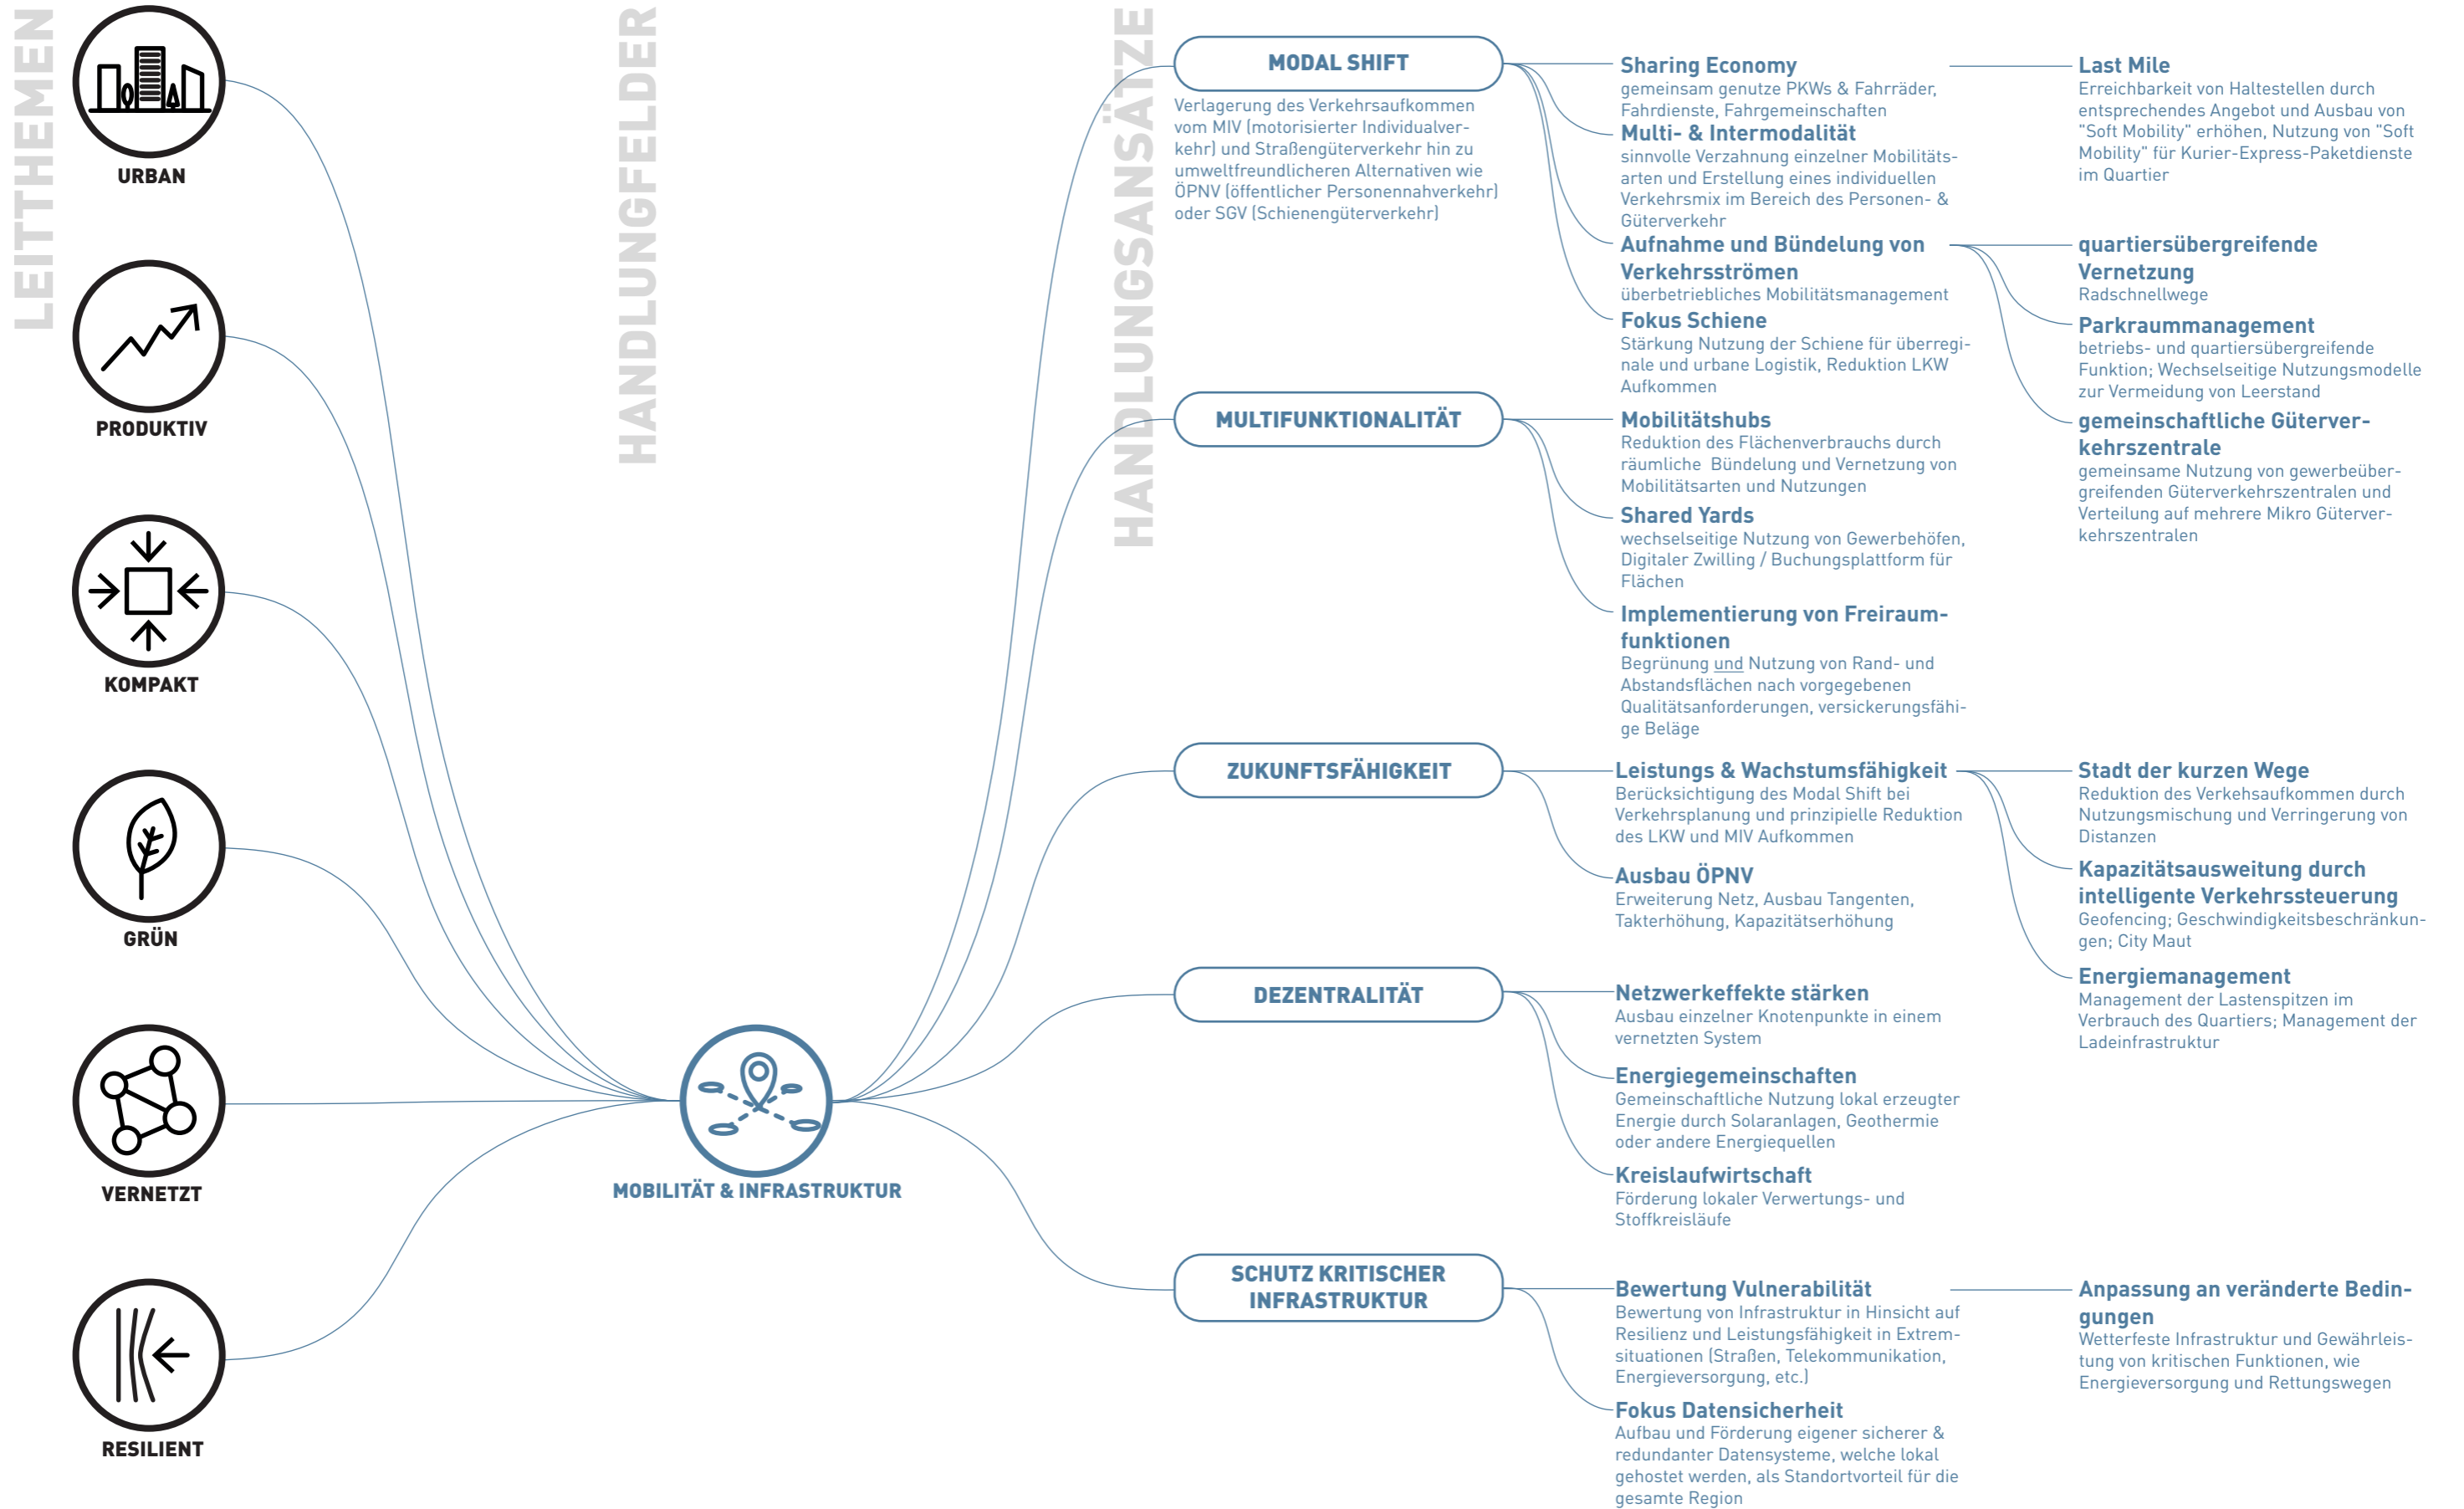 LEITTHEMEN
URBAN
PRODUKTIV
KOMPAKT
GRÜN
VERNETZT
RESILIENT
HANDLUNGFELDER
MOBILITÄT & INFRASTRUKTUR
HANDLUNGSANSÄTZE
MODAL SHIFT
Verlagerung des Verkehrsaufkommen
vom MIV (motorisierter Individualver-
kehr) und Straßengüterverkehr hin zu
umweltfreundlicheren Alternativen wie
ÖPNV (öffentlicher Personennahverkehr)
oder SGV (Schienengüterverkehr)
Sharing Economy
gemeinsam genutze PKWs & Fahrräder,
Fahrdienste, Fahrgemeinschaften
Multi- & Intermodalität
sinnvolle Verzahnung einzelner Mobilitäts-
arten und Erstellung eines individuellen
Verkehrsmix im Bereich des Personen- &
Güterverkehr
Aufnahme und Bündelung von
Verkehrsströmen
überbetriebliches Mobilitätsmanagement
Fokus Schiene
Stärkung Nutzung der Schiene für überregi-
nale und urbane Logistik, Reduktion LKW
Aufkommen
Last Mile
Erreichbarkeit von Haltestellen durch
entsprechendes Angebot und Ausbau von
"Soft Mobility" erhöhen, Nutzung von "Soft
Mobility" für Kurier-Express-Paketdienste
im Quartier
quartiersübergreifende
Vernetzung
Radschnellwege
Parkraummanagement
betriebs- und quartiersübergreifende
Funktion; Wechselseitige Nutzungsmodelle
zur Vermeidung von Leerstand
gemeinschaftliche Güterver-
kehrszentrale
gemeinsame Nutzung von gewerbeüber-
greifenden Güterverkehrszentralen und
Verteilung auf mehrere Mikro Güterver-
kehrszentralen
MULTIFUNKTIONALITÄT
Mobilitätshubs
Reduktion des Flächenverbrauchs durch
räumliche  Bündelung und Vernetzung von
Mobilitätsarten und Nutzungen
Shared Yards
wechselseitige Nutzung von Gewerbehöfen,
Digitaler Zwilling / Buchungsplattform für
Flächen
Implementierung von Freiraum-
funktionen
Begrünung und Nutzung von Rand- und
Abstandsflächen nach vorgegebenen
Qualitätsanforderungen, versickerungsfähi-
ge Beläge
ZUKUNFTSFÄHIGKEIT
Leistungs & Wachstumsfähigkeit
Berücksichtigung des Modal Shift bei
Verkehrsplanung und prinzipielle Reduktion
des LKW und MIV Aufkommen
Ausbau ÖPNV
Erweiterung Netz, Ausbau Tangenten,
Takterhöhung, Kapazitätserhöhung
Stadt der kurzen Wege
Reduktion des Verkehsaufkommen durch
Nutzungsmischung und Verringerung von
Distanzen
Kapazitätsausweitung durch
intelligente Verkehrssteuerung
Geofencing; Geschwindigkeitsbeschränkun-
gen; City Maut
Energiemanagement
Management der Lastenspitzen im
Verbrauch des Quartiers; Management der
Ladeinfrastruktur
DEZENTRALITÄT
Netzwerkeffekte stärken
Ausbau einzelner Knotenpunkte in einem
vernetzten System
Energiegemeinschaften
Gemeinschaftliche Nutzung lokal erzeugter
Energie durch Solaranlagen, Geothermie
oder andere Energiequellen
Kreislaufwirtschaft
Förderung lokaler Verwertungs- und
Stoffkreisläufe
SCHUTZ KRITISCHER
INFRASTRUKTUR
Bewertung Vulnerabilität
Bewertung von Infrastruktur in Hinsicht auf
Resilienz und Leistungsfähigkeit in Extrem-
situationen (Straßen, Telekommunikation,
Energieversorgung, etc.)
Fokus Datensicherheit
Aufbau und Förderung eigener sicherer &
redundanter Datensysteme, welche lokal
gehostet werden, als Standortvorteil für die
gesamte Region
Anpassung an veränderte Bedin-
gungen
Wetterfeste Infrastruktur und Gewährleis-
tung von kritischen Funktionen, wie
Energieversorgung und Rettungswegen